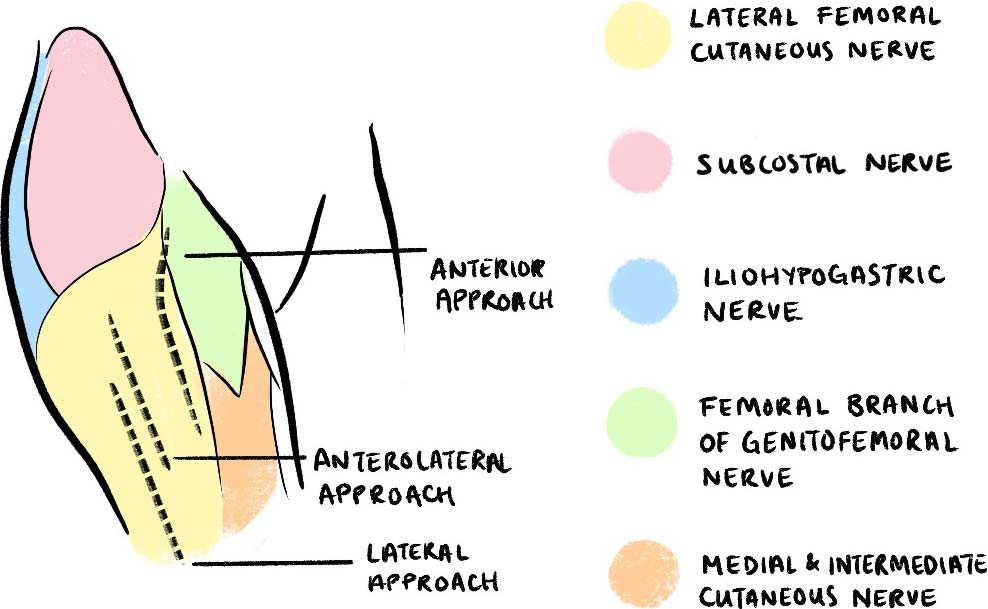 LATERAL FEMORAL
CUTANEOUS NERVE
SUBCOSTAL NERVE
ILIOHYPOGASTRIC
NERVE
FEMORAL BRANCH
OF GENITOFEMORAL
NERVE
MEDIAL & INTERMEDIATE
CUTANEOUS NERVE
ANTERIOR
APPROACH
ANTEROLATERAL
APPROACH
LATERAL
APPROACH